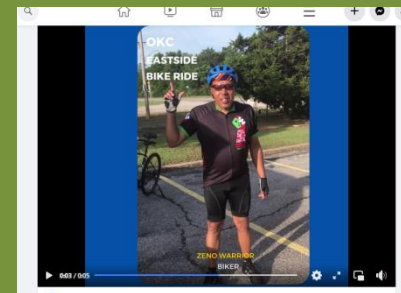 OKC
EASTSIDE
BIKE RIDE
ZENO WARRIOR
BIKER
0:03 / 0:05